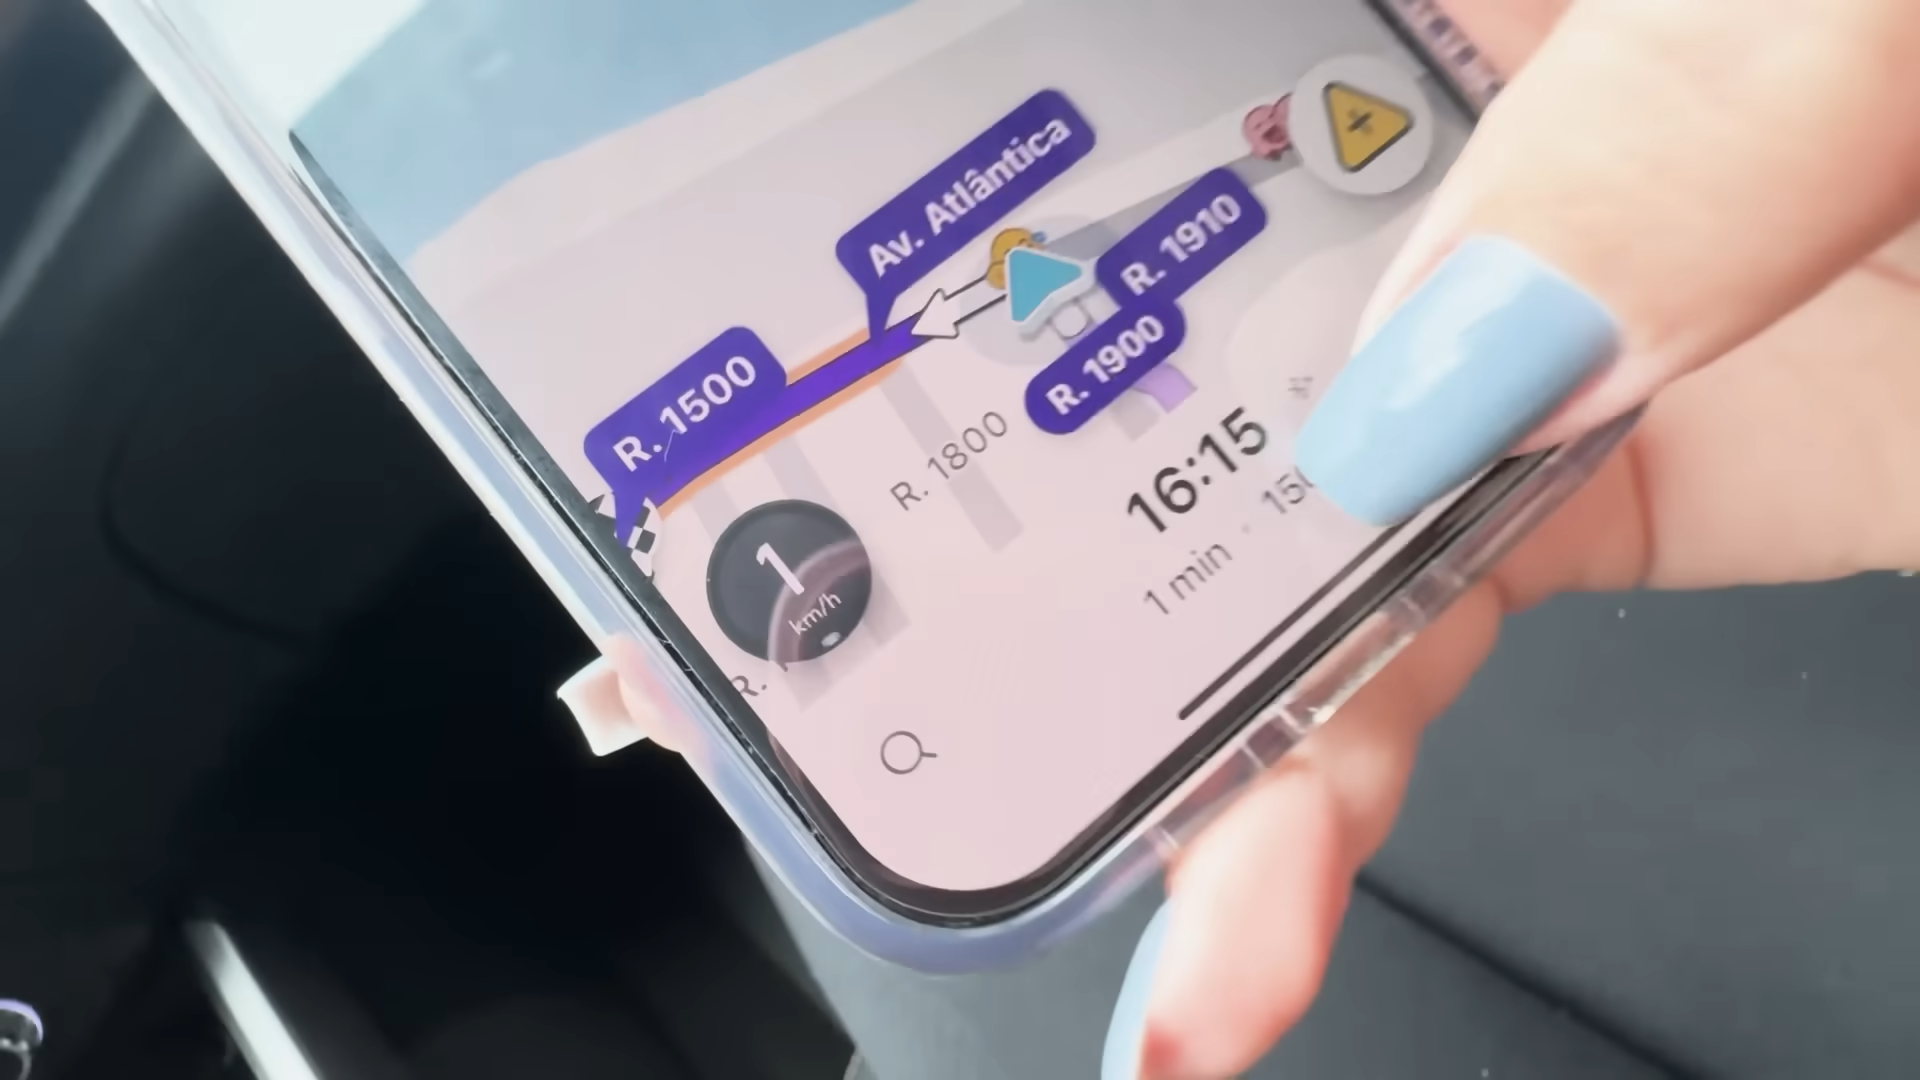 Av. Atlântica
R. 1910
R. 1900
R. 1500
R. 1800
16:15
1 min
1
km/h
R.